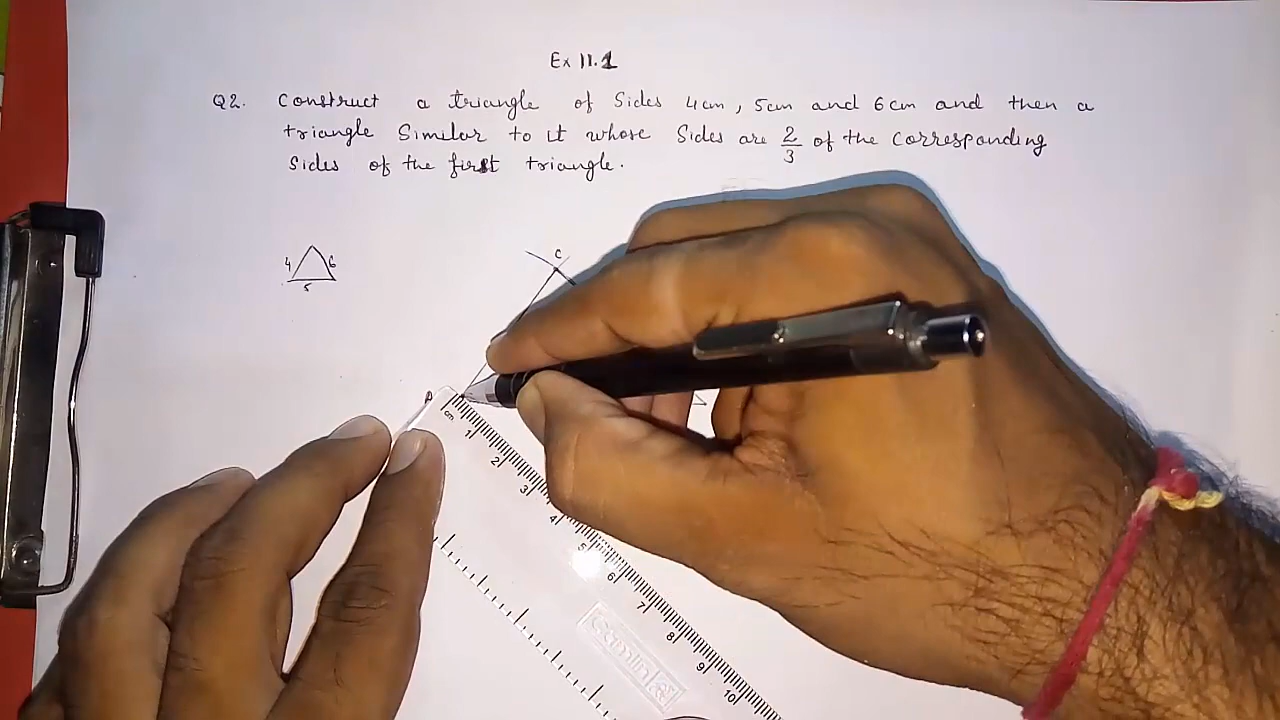 Ex 11.1
Q2. Construct a triangle of Sides 4cm, 5cm and 6cm and then a
triangle Similar to it whose Sides are 2/3 of the Corresponding
Sides of the first triangle.
4 6
5
C
A
cm 1 2 3 4 5 6 7 8 9 10
Camlin